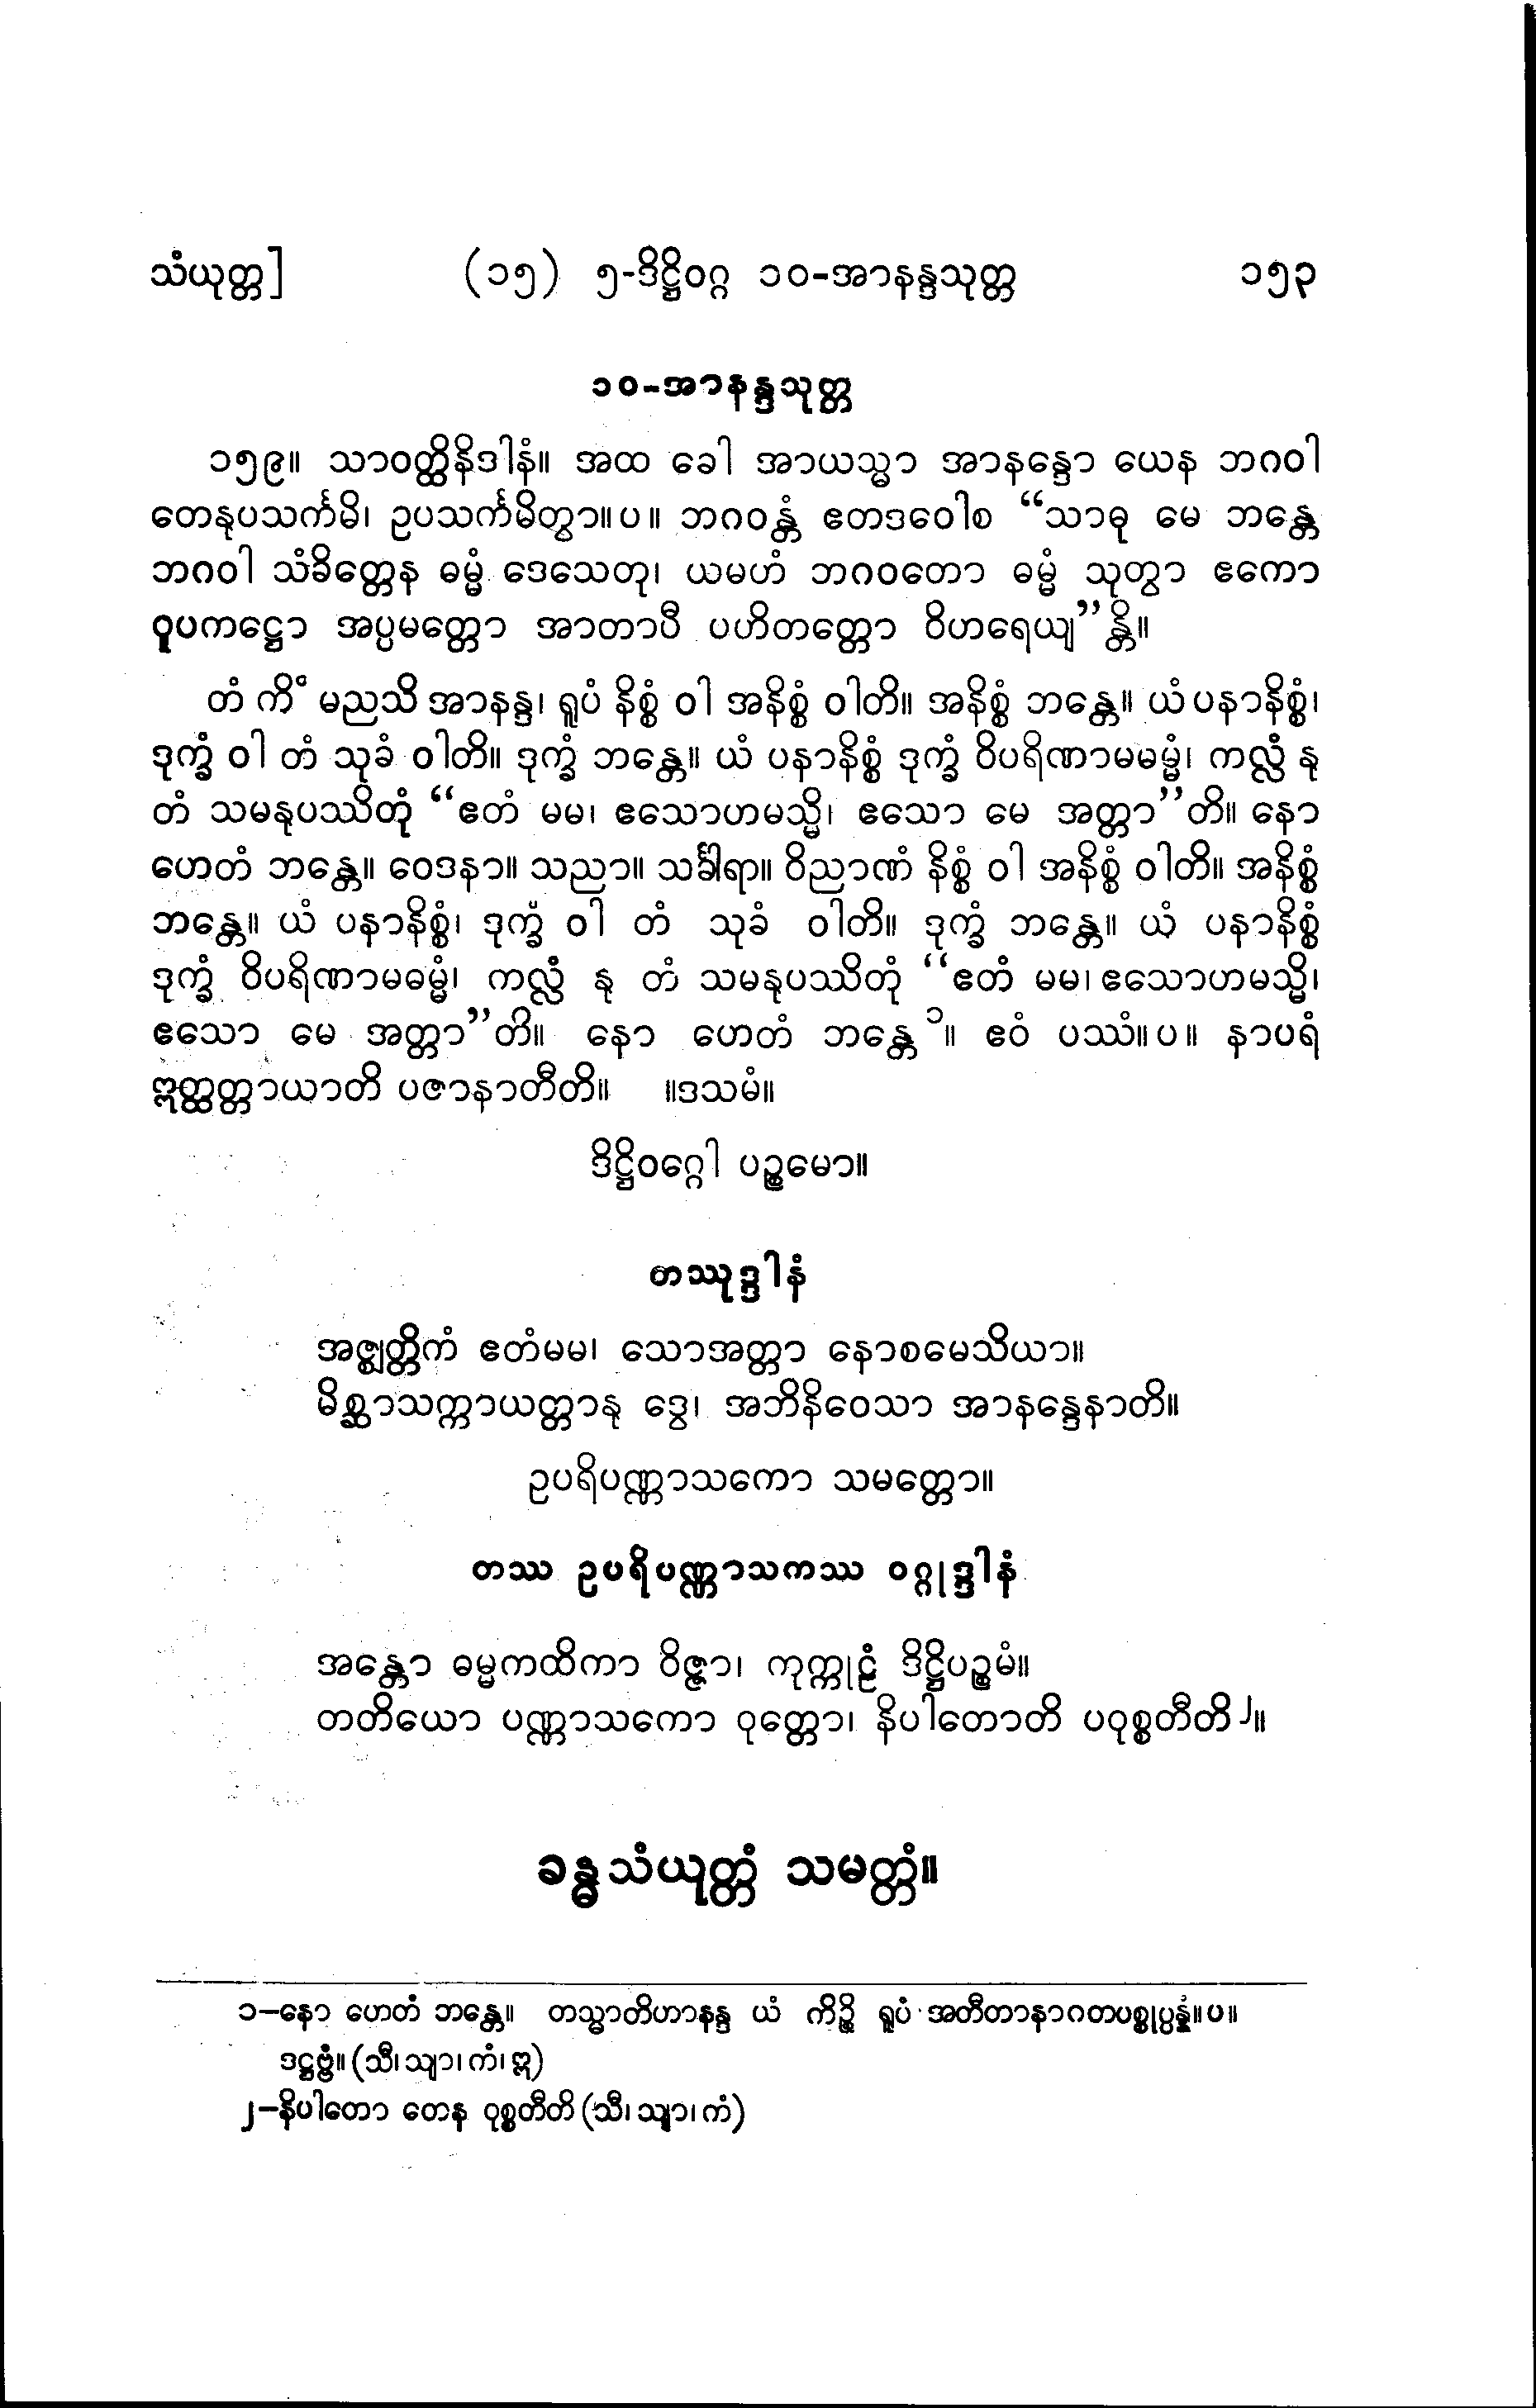 သံယုတ္တ] (၁၅) ၅-ဒိဋ္ဌိဝဂ္ဂ ၁၀-အာနန္ဒသုတ္တ ၁၅၃
၁၀-အာနန္ဒသုတ္တ
၁၅၉။ သာဝတ္ထိနိဒါနံ။ အထ ခေါ အာယသ္မာ အာနန္ဒော ယေန ဘဂဝါ
တေနုပသင်္ကမိ၊ ဥပသင်္ကမိတွာ။ပ။ ဘဂဝန္တံ ဧတဒဝေါစ “သာဓု မေ ဘန္တေ
ဘဂဝါ သံခိတ္တေန ဓမ္မံ ဒေသေတု၊ ယမဟံ ဘဂဝတော ဓမ္မံ သုတွာ ဧကော
ဝူပကဋ္ဌော အပ္ပမတ္တော အာတာပီ ပဟိတတ္တော ဝိဟရေယျ”န္တိ။
တံ ကိံ မညသိ အာနန္ဒ၊ ရူပံ နိစ္စံ ဝါ အနိစ္စံ ဝါတိ။ အနိစ္စံ ဘန္တေ။ ယံ ပနာနိစ္စံ၊
ဒုက္ခံ ဝါ တံ သုခံ ဝါတိ။ ဒုက္ခံ ဘန္တေ။ ယံ ပနာနိစ္စံ ဒုက္ခံ ဝိပရိဏာမဓမ္မံ၊ ကလ္လံ နု
တံ သမနုပဿိတုံ “ဧတံ မမ၊ ဧသောဟမသ္မိ၊ ဧသော မေ အတ္တာ”တိ။ နော
ဟေတံ ဘန္တေ။ ဝေဒနာ။ သညာ။ သင်္ခါရာ။ ဝိညာဏံ နိစ္စံ ဝါ အနိစ္စံ ဝါတိ။ အနိစ္စံ
ဘန္တေ။ ယံ ပနာနိစ္စံ၊ ဒုက္ခံ ဝါ တံ သုခံ ဝါတိ။ ဒုက္ခံ ဘန္တေ။ ယံ ပနာနိစ္စံ
ဒုက္ခံ ဝိပရိဏာမဓမ္မံ၊ ကလ္လံ နု တံ သမနုပဿိတုံ “ဧတံ မမ၊ ဧသောဟမသ္မိ၊
ဧသော မေ အတ္တာ”တိ။ နော ဟေတံ ဘန္တေ ၁။ ဧဝံ ပဿံ။ပ။ နာပရံ
ဣတ္ထတ္တာယာတိ ပဇာနာတီတိ။ ။ဒသမံ။
ဒိဋ္ဌိဝဂ္ဂေါ ပဉ္စမော။
တဿုဒ္ဒါနံ
အဇ္ဈတ္တိကံ ဧတံမမ၊ သောအတ္တာ နောစမေသိယာ။
မိစ္ဆာသက္ကာယတ္တာနု ဒွေ၊ အဘိနိဝေသာ အာနန္ဒေနာတိ။
ဥပရိပဏ္ဏာသကော သမတ္တော။
တဿ ဥပရိပဏ္ဏာသကဿ ဝဂ္ဂုဒ္ဒါနံ
အန္တော ဓမ္မကထိကာ ဝိဇ္ဇာ၊ ကုက္ကုဠံ ဒိဋ္ဌိပဉ္စမံ။
တတိယော ပဏ္ဏာသကော ဝုတ္တော၊ နိပါတောတိ ပဝုစ္စတီတိ ၂။
ခန္ဓသံယုတ္တံ သမတ္တံ။
၁–နော ဟေတံ ဘန္တေ။ တသ္မာတိဟာနန္ဒ ယံ ကိဉ္စိ ရူပံ အတီတာနာဂတပစ္စုပ္ပန္နံ။ပ။
ဒဋ္ဌဗ္ဗံ။ (သီ၊ သျာ၊ ကံ၊ ဣ)
၂–နိပါတော တေန ဝုစ္စတီတိ (သီ၊ သျာ၊ ကံ)